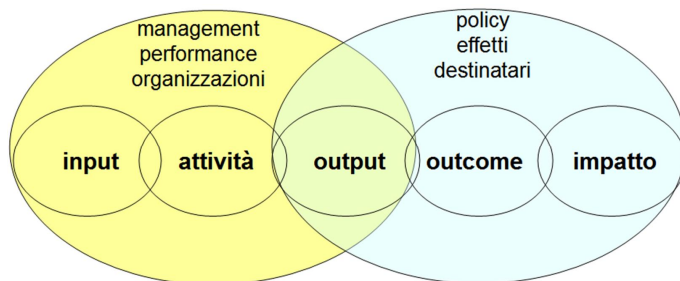 management
performance
organizzazioni
policy
effetti
destinatari
input attività output outcome impatto